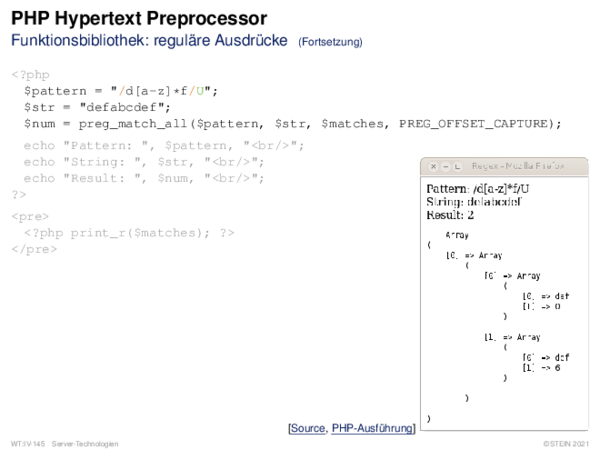 PHP Hypertext Preprocessor
Funktionsbibliothek: reguläre Ausdrücke (Fortsetzung)
<?php
$pattern = "/d[a-z]*f/U";
$str = "defabcdef";
$num = preg_match_all($pattern, $str, $matches, PREG_OFFSET_CAPTURE);
echo "Pattern: ", $pattern, "<br/>";
echo "String: ", $str, "<br/>";
echo "Result: ", $num, "<br/>";
?>
<pre>
<?php print_r($matches); ?>
</pre>
Regex - Mozilla Firefox
Pattern: /d[a-z]*f/U
String: defabcdef
Result: 2
Array
(
[0] => Array
(
[0] => Array
(
[0] => def
[1] => 0
)
[1] => Array
(
[0] => def
[1] => 6
)
)
)
[Source, PHP-Ausführung]
WT:IV-145 Server-Technologien
©STEIN 2021